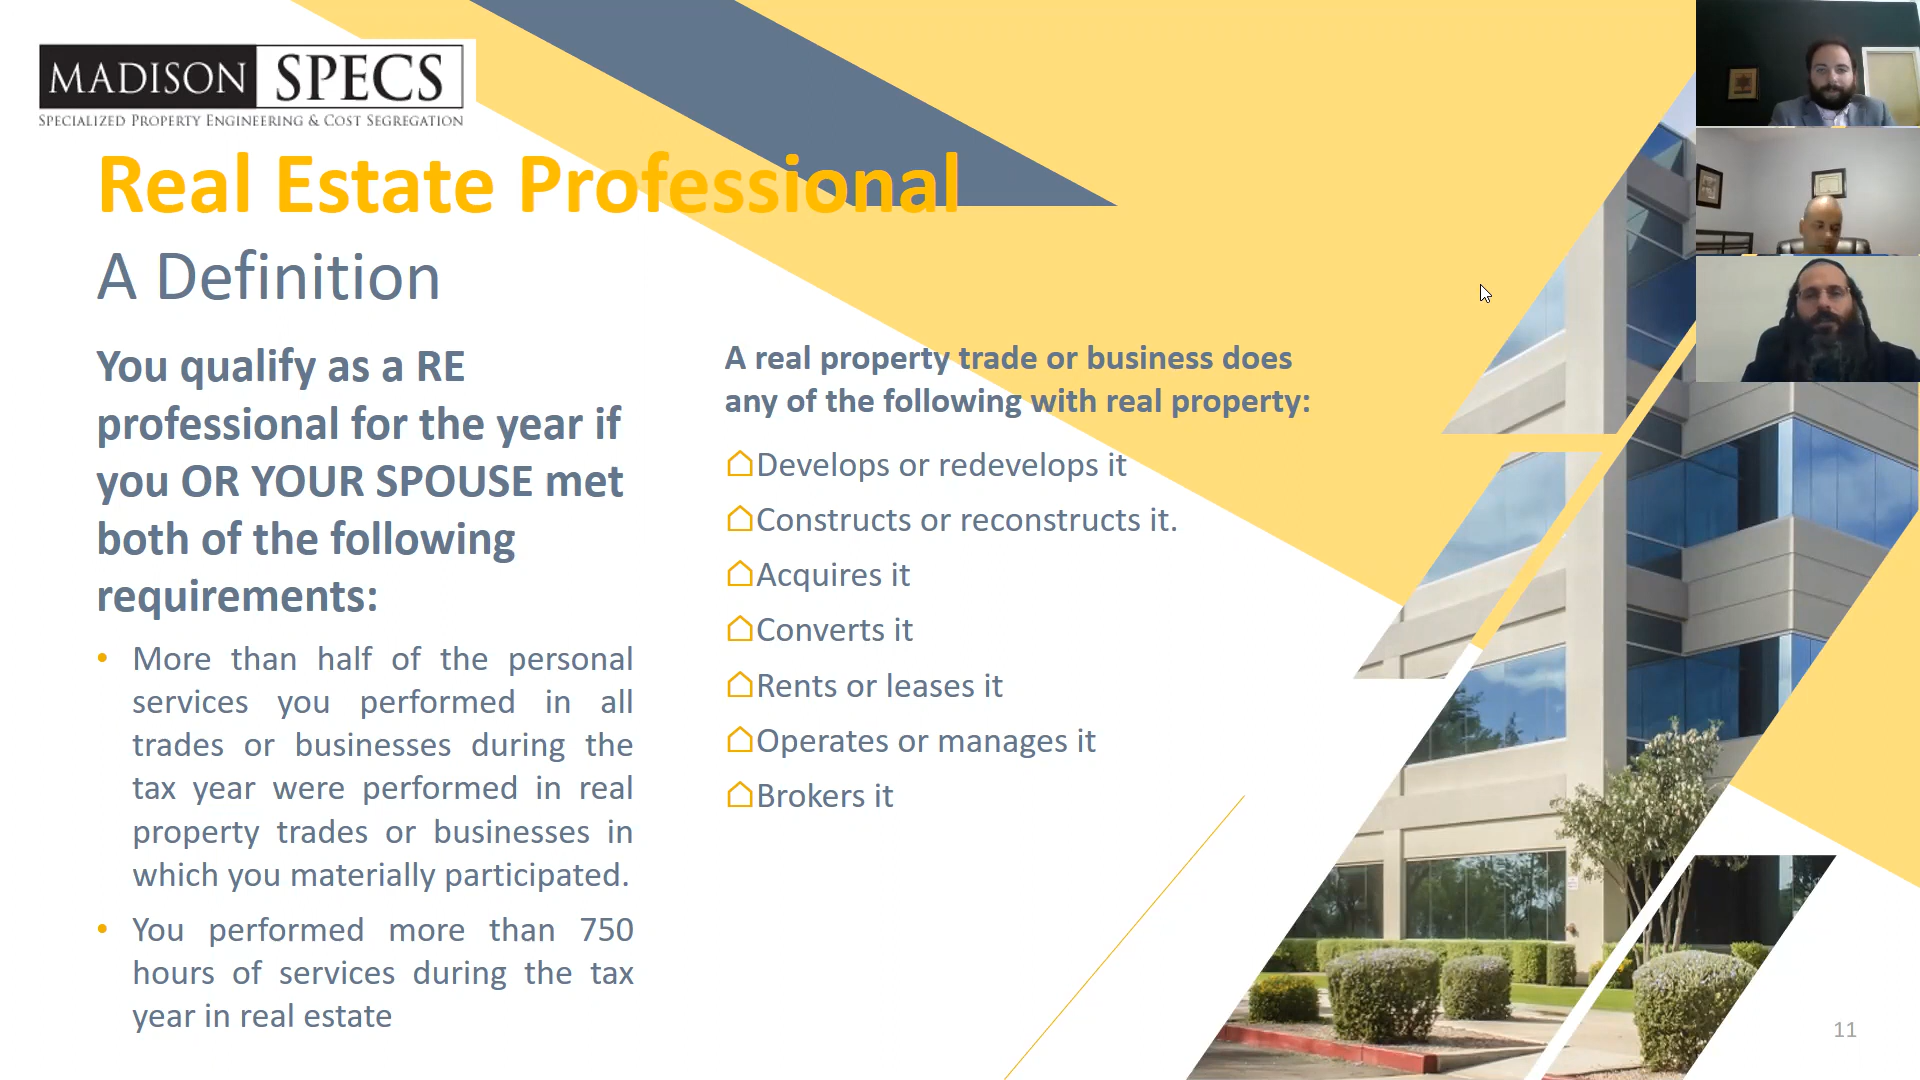 MADISON SPECS
SPECIALIZED PROPERTY ENGINEERING & COST SEGREGATION
Real Estate Professional
A Definition
You qualify as a RE
professional for the year if
you OR YOUR SPOUSE met
both of the following
requirements:
• More than half of the personal
services you performed in all
trades or businesses during the
tax year were performed in real
property trades or businesses in
which you materially participated.
• You performed more than 750
hours of services during the tax
year in real estate
A real property trade or business does
any of the following with real property:
Develops or redevelops it
Constructs or reconstructs it.
Acquires it
Converts it
Rents or leases it
Operates or manages it
Brokers it
11